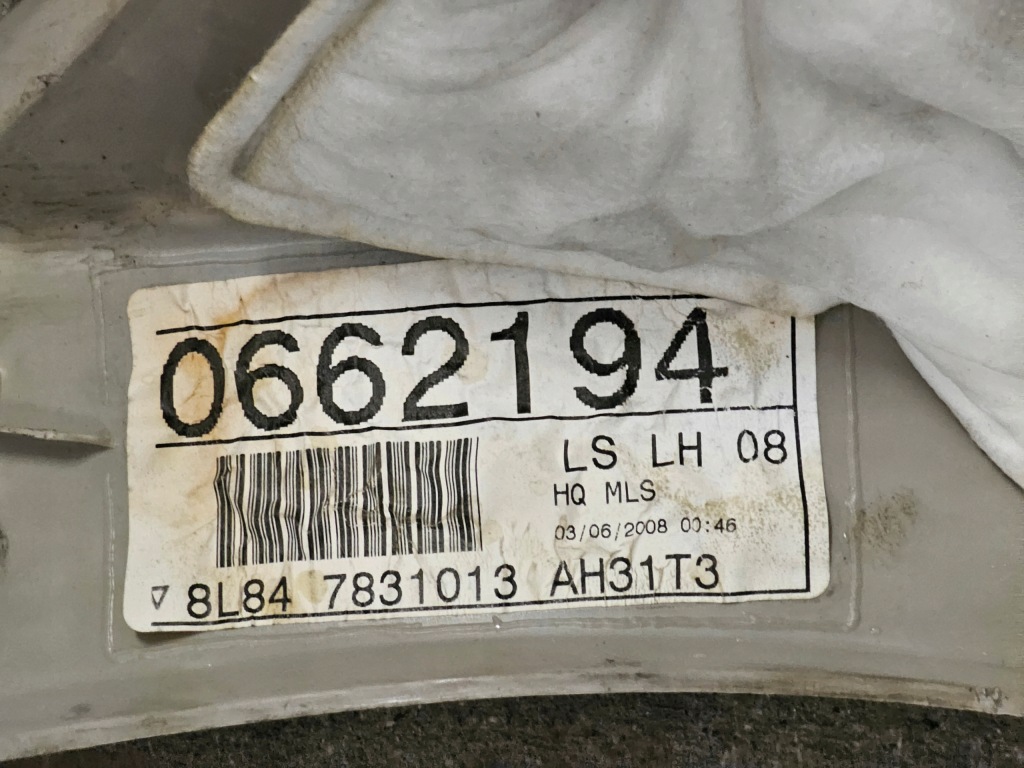 0662194
LS LH 08
HQ MLS
03/06/2008 00:46
▽ 8L84 7831013 AH31T3